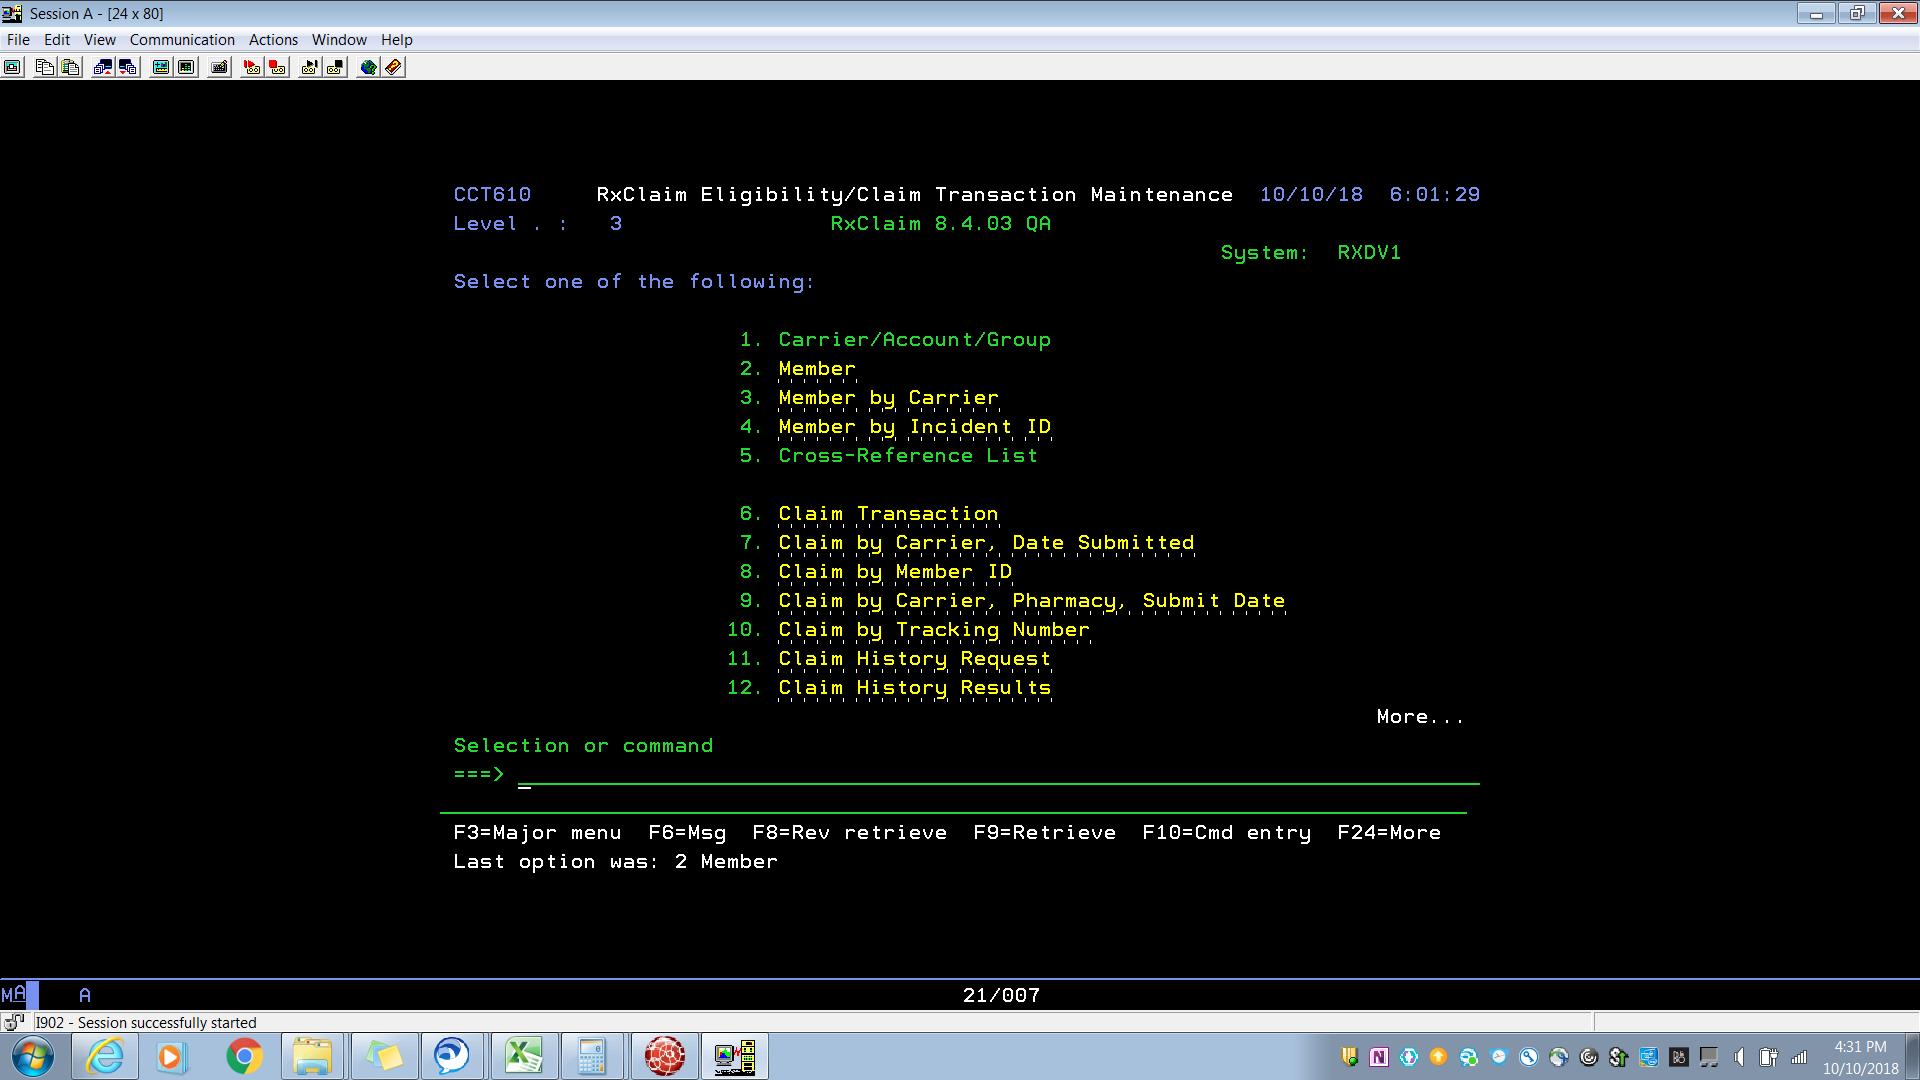 Session A - [24 x 80]
File Edit View Communication Actions Window Help
CCT610 RxClaim Eligibility/Claim Transaction Maintenance 10/10/18 6:01:29
Level . : 3 RxClaim 8.4.03 QA
System: RXDV1
Select one of the following:
1. Carrier/Account/Group
2. Member
3. Member by Carrier
4. Member by Incident ID
5. Cross-Reference List
6. Claim Transaction
7. Claim by Carrier, Date Submitted
8. Claim by Member ID
9. Claim by Carrier, Pharmacy, Submit Date
10. Claim by Tracking Number
11. Claim History Request
12. Claim History Results
More...
Selection or command
===>
F3=Major menu F6=Msg F8=Rev retrieve F9=Retrieve F10=Cmd entry F24=More
Last option was: 2 Member
MA A 21/007
I902 - Session successfully started
4:31 PM
10/10/2018